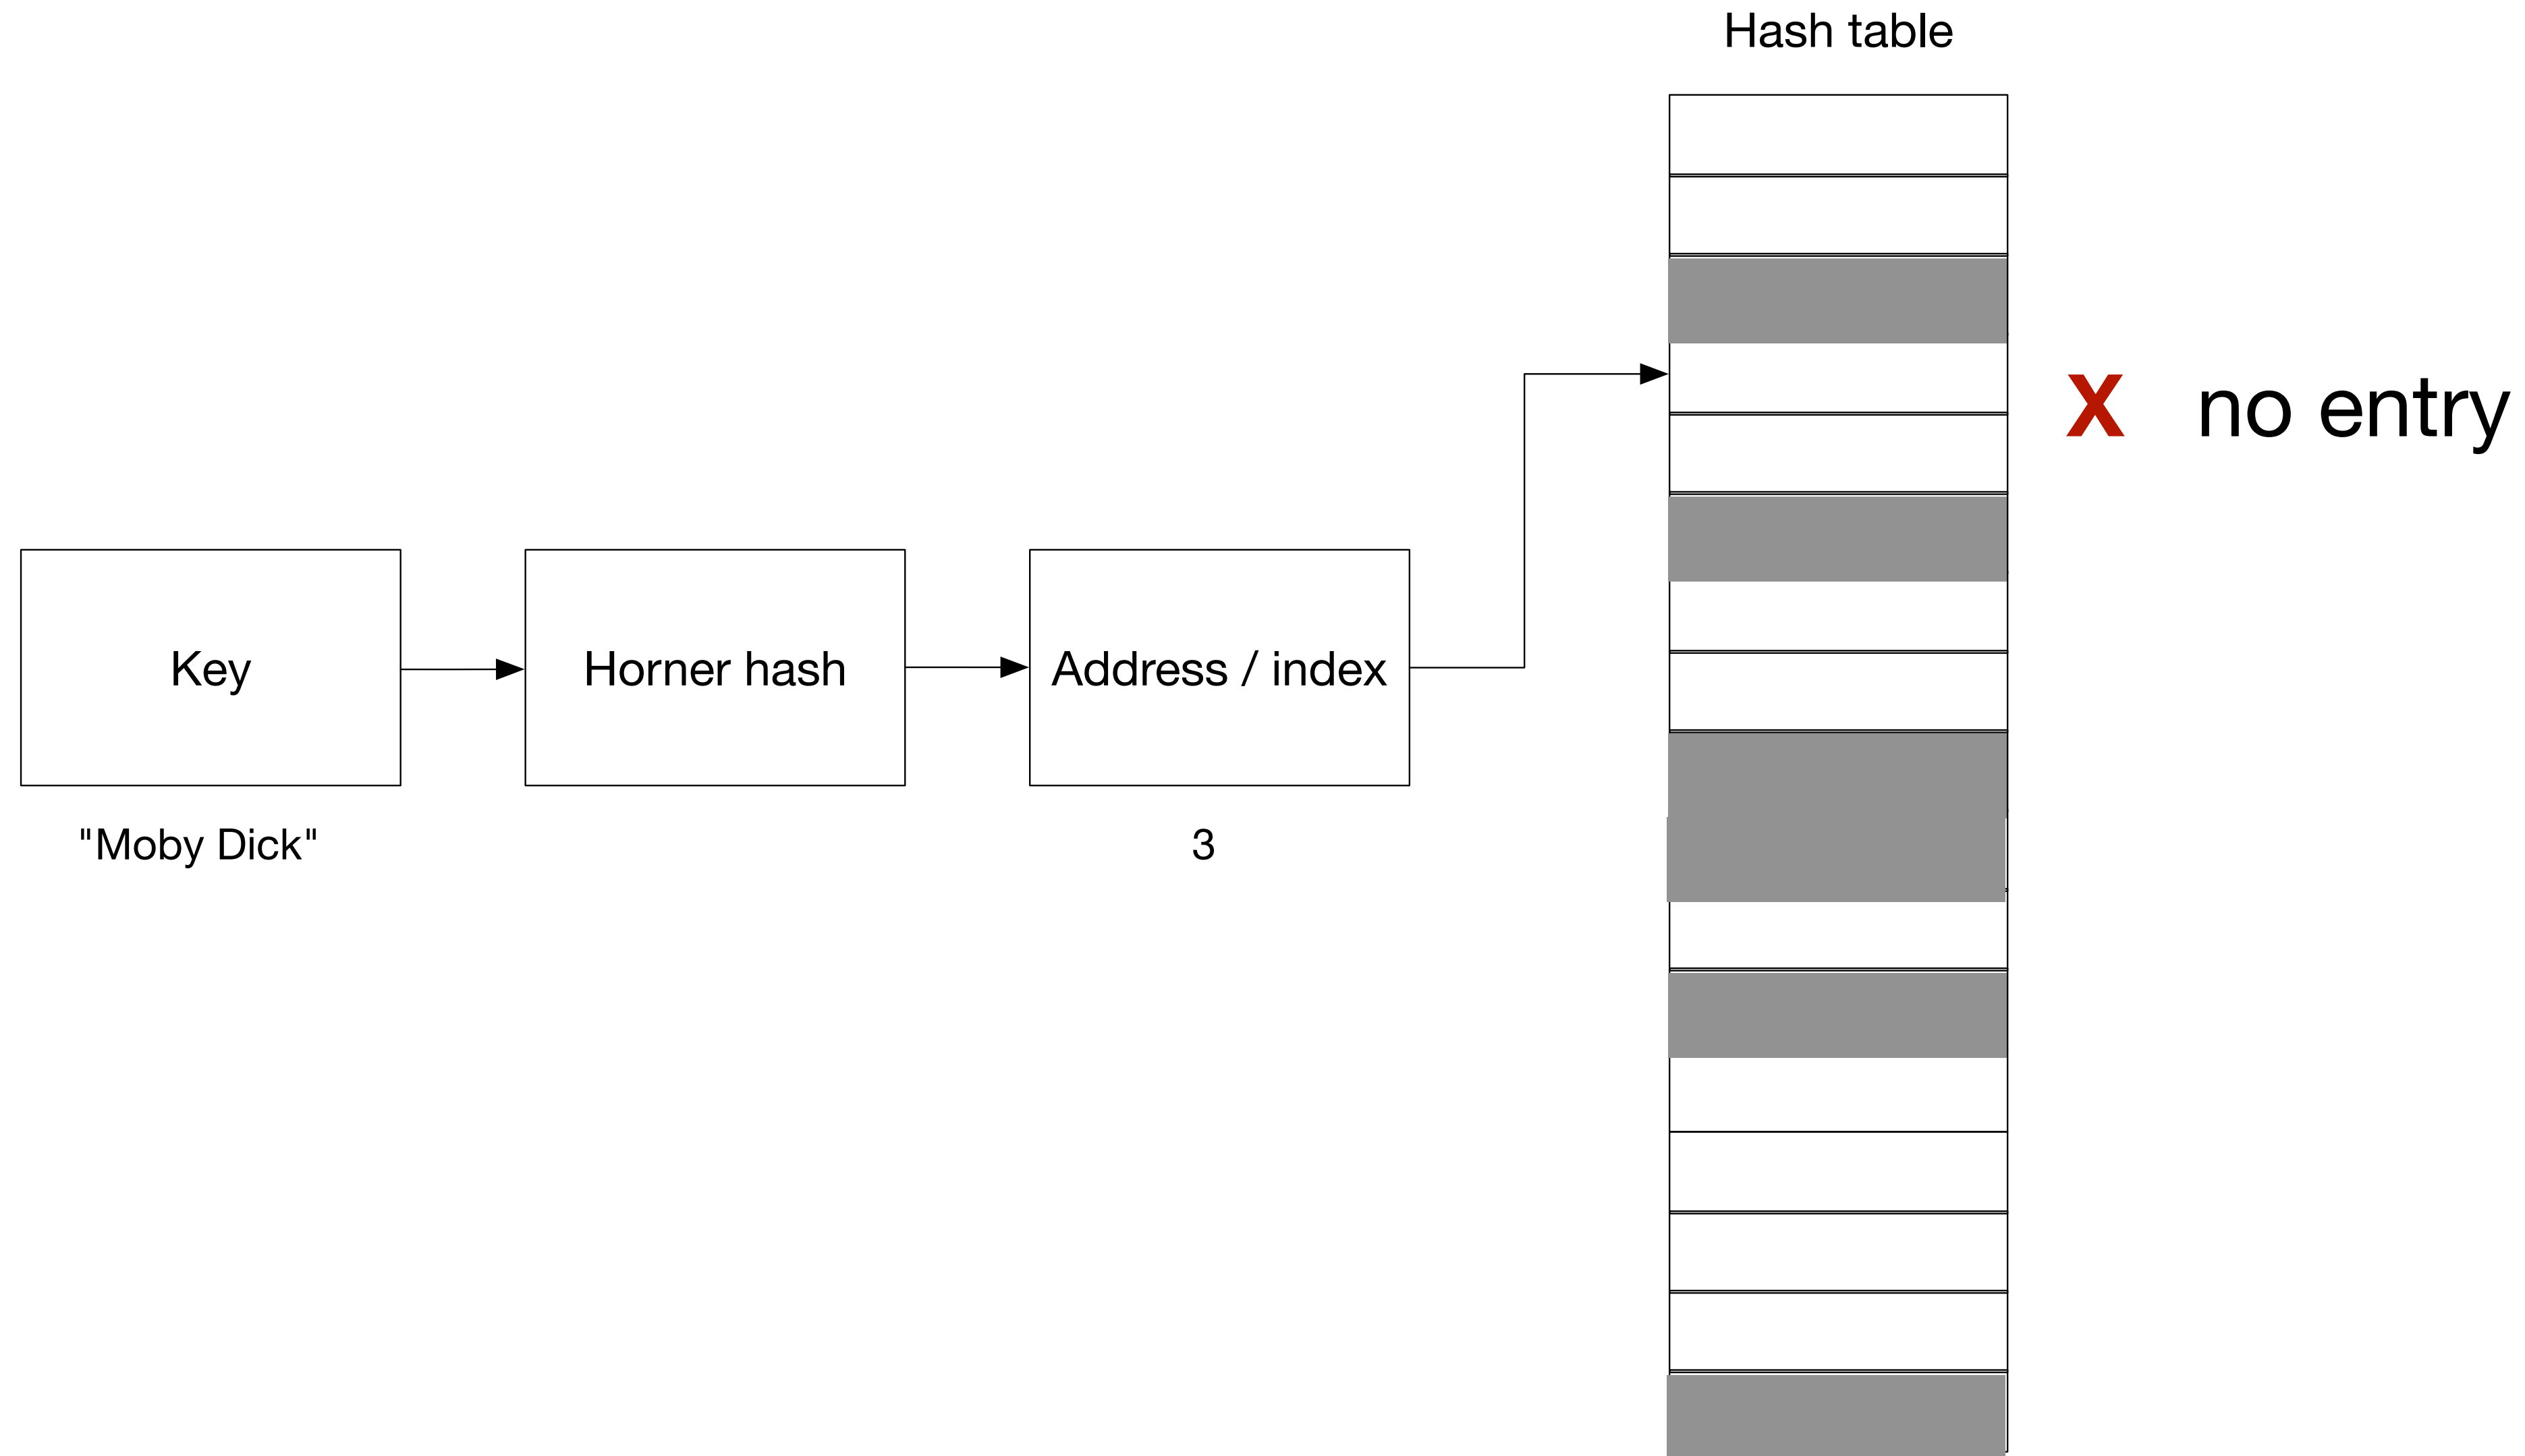 Hash table
X no entry
Key
Horner hash
Address / index
"Moby Dick"
3